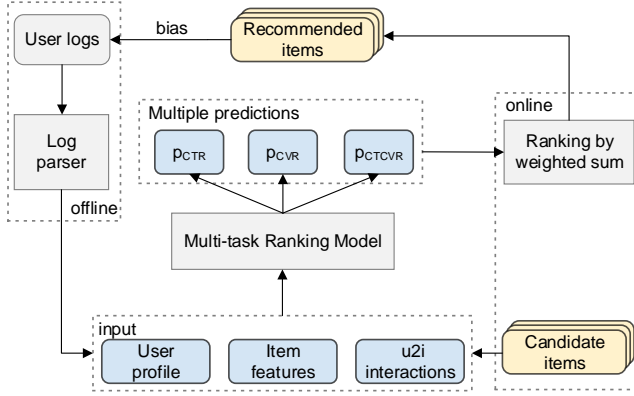 User logs
bias
Recommended
items
Multiple predictions
online
Log
parser
pCTR
pCVR
pCTCVR
Ranking by
weighted sum
offline
Multi-task Ranking Model
input
User
profile
Item
features
u2i
interactions
Candidate
items